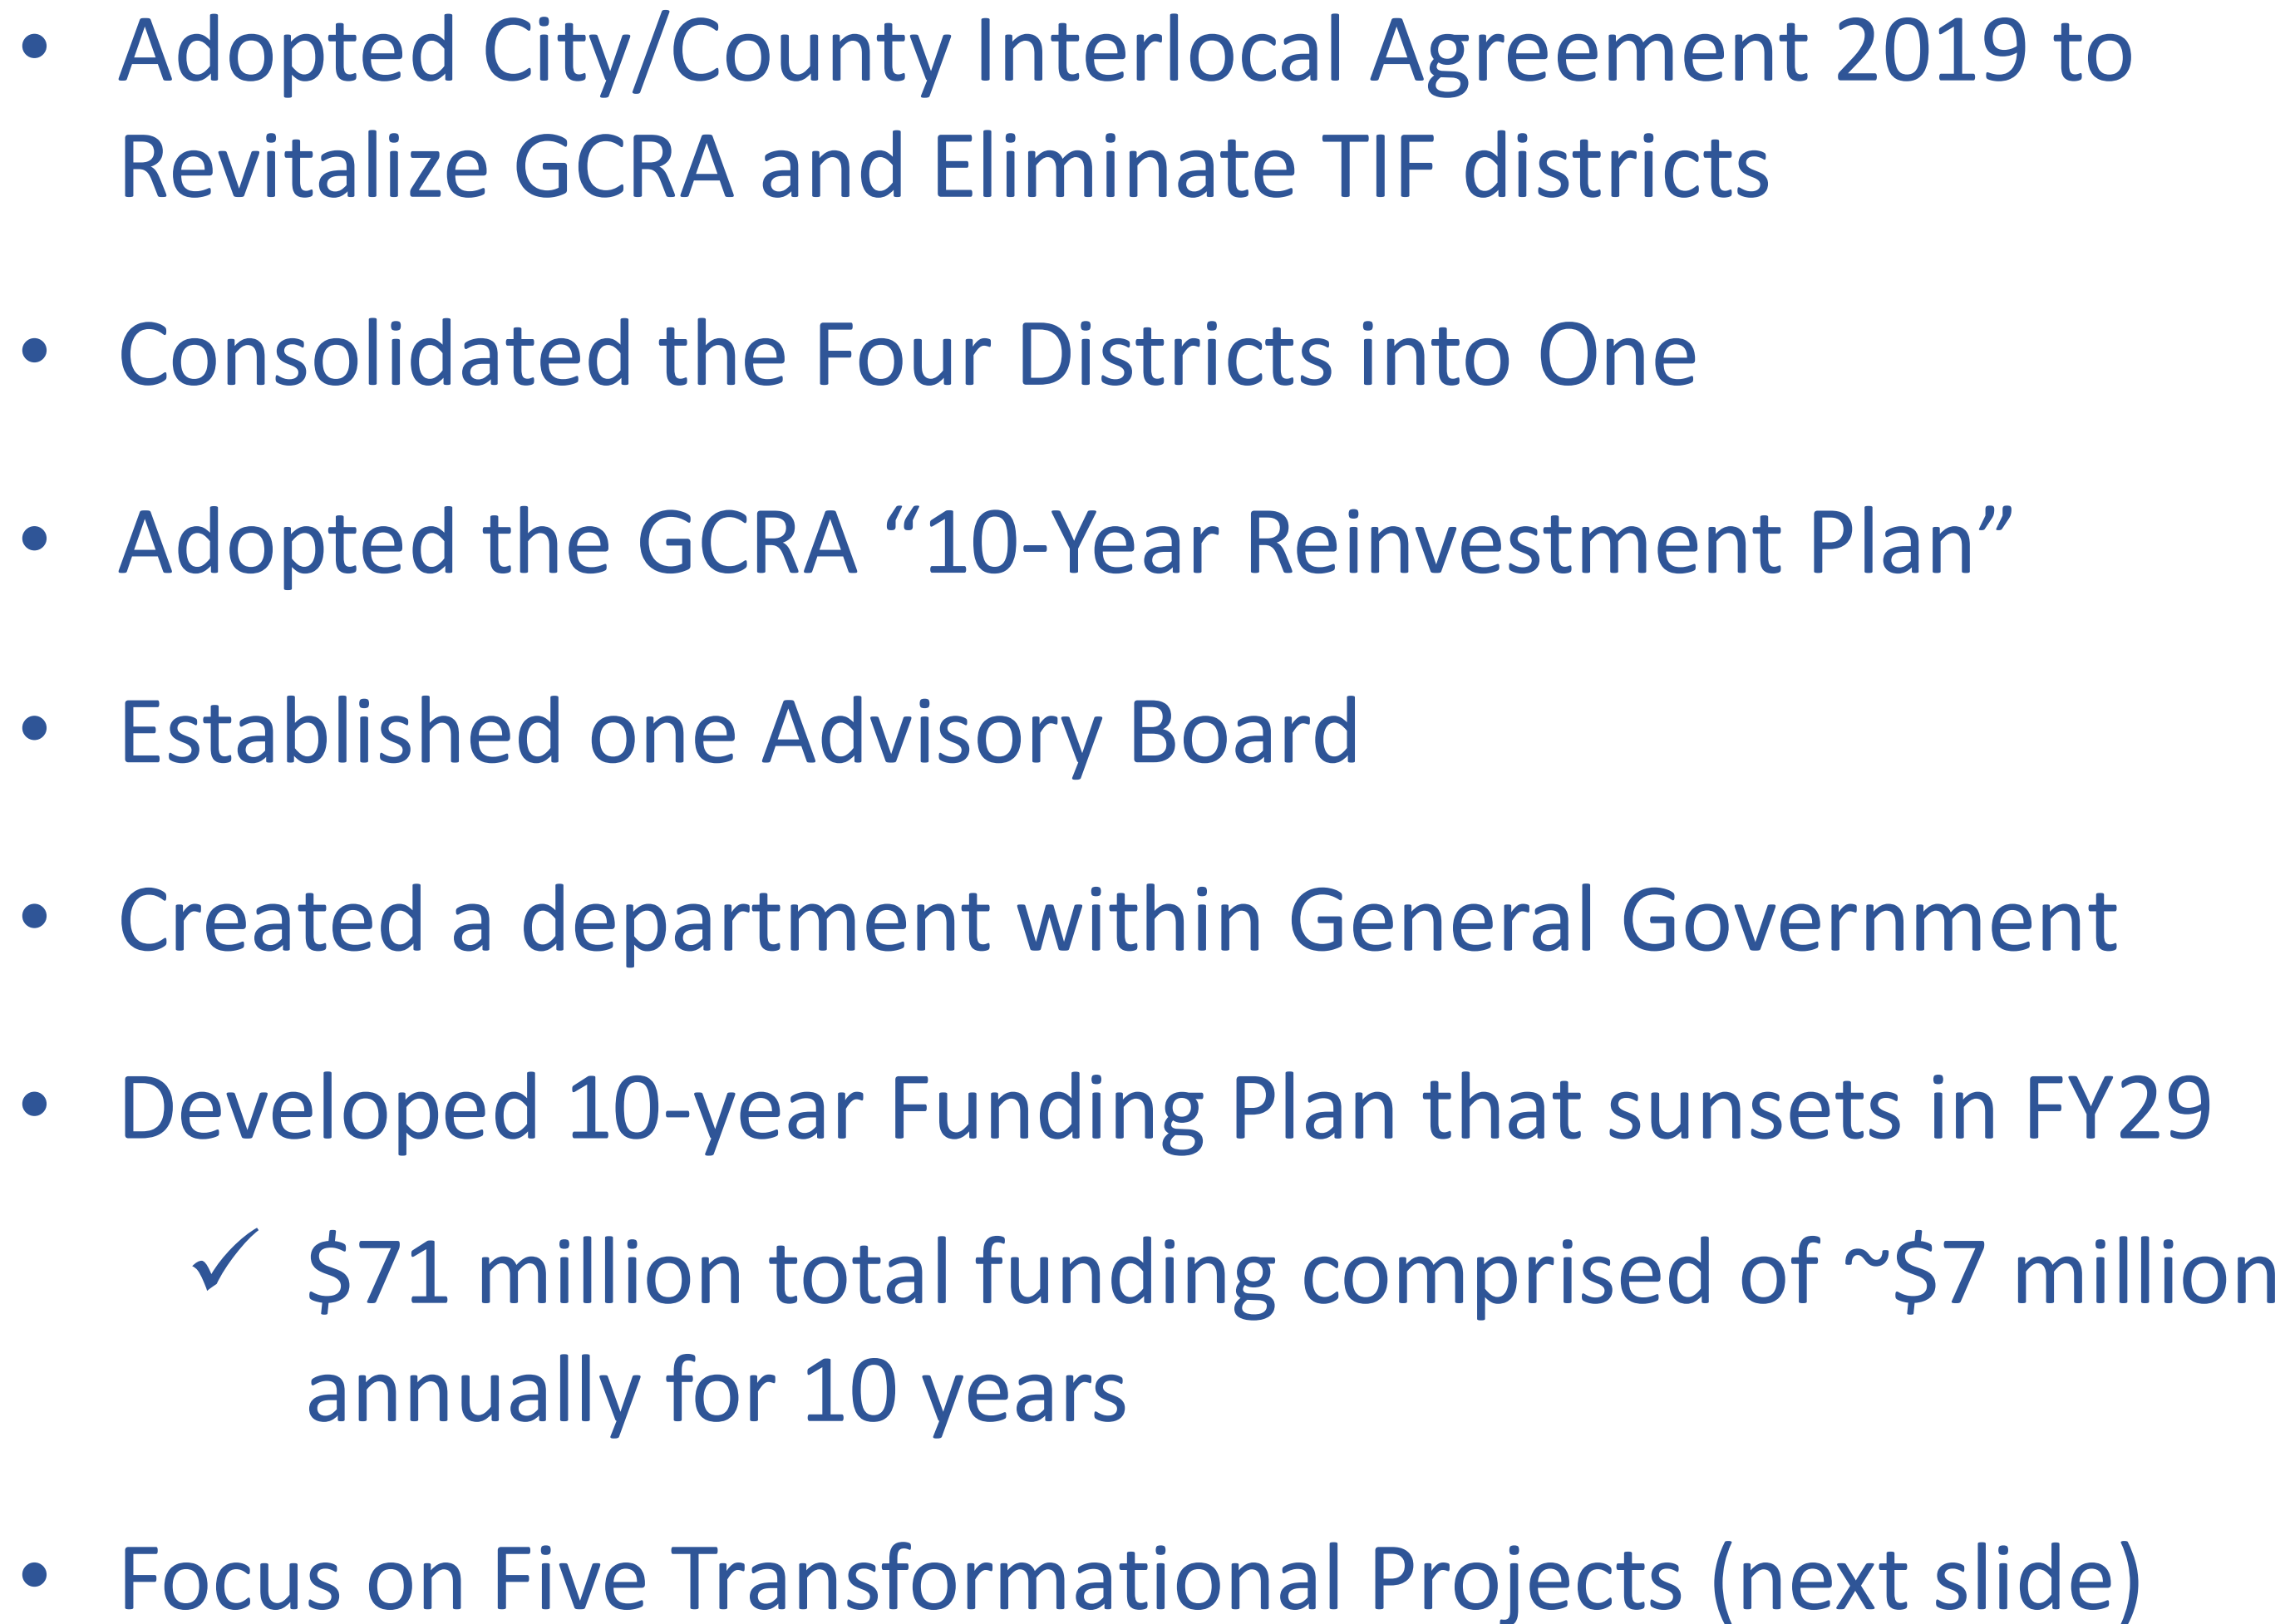 • Adopted City/County Interlocal Agreement 2019 to
Revitalize GCRA and Eliminate TIF districts
• Consolidated the Four Districts into One
• Adopted the GCRA “10-Year Reinvestment Plan”
• Established one Advisory Board
• Created a department within General Government
• Developed 10-year Funding Plan that sunsets in FY29
✓ $71 million total funding comprised of ~$7 million
annually for 10 years
• Focus on Five Transformational Projects (next slide)